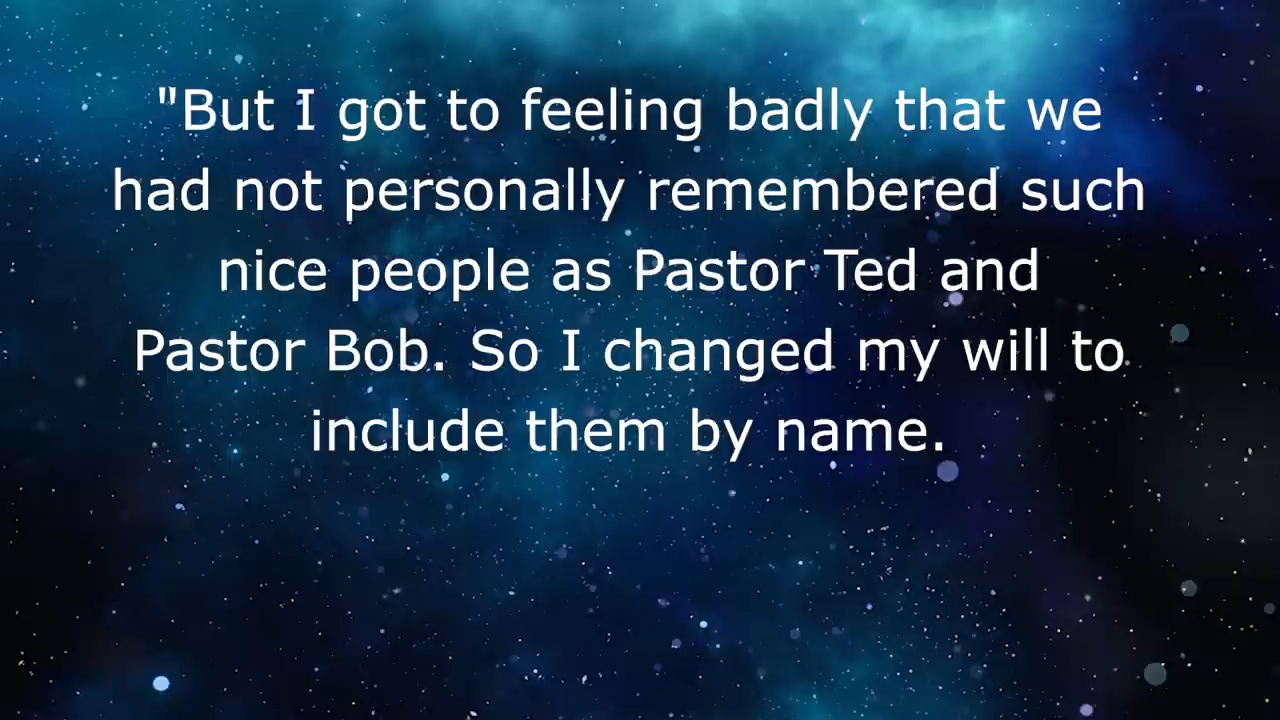 "But I got to feeling badly that we
had not personally remembered such
nice people as Pastor Ted and
Pastor Bob. So I changed my will to
include them by name.